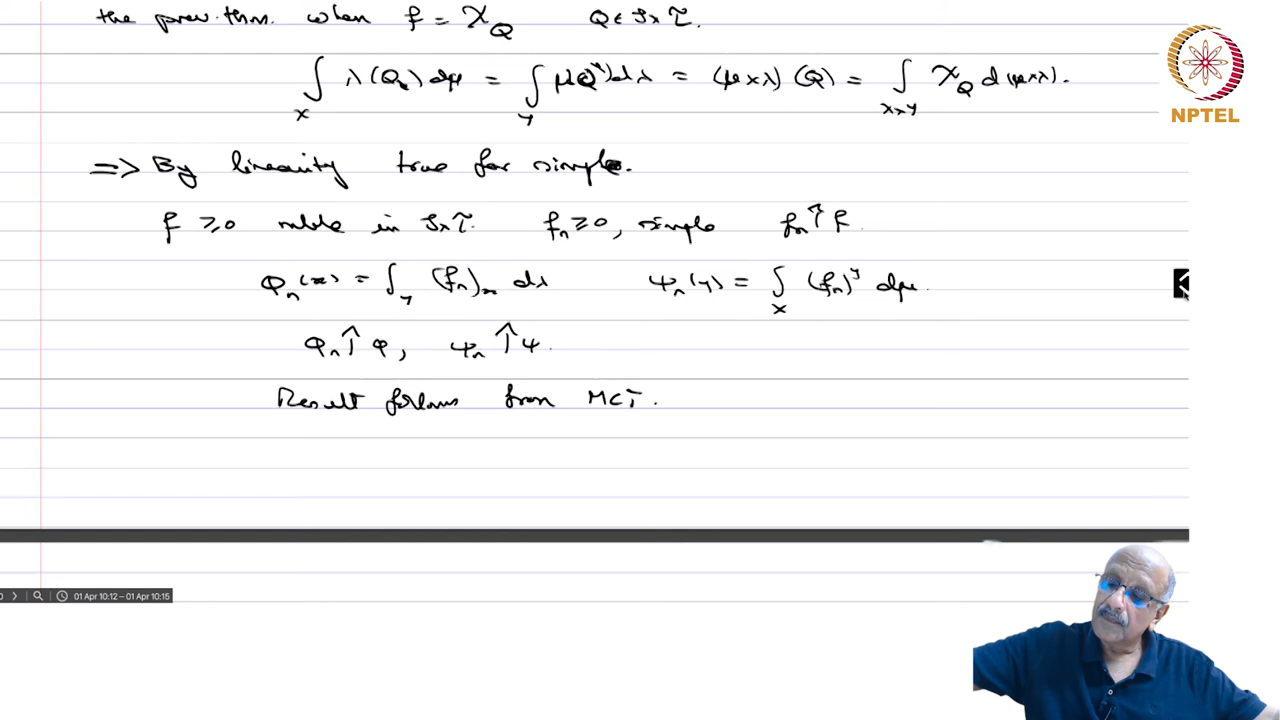 the prev. thm. when f = χ_Q Q ∈ S×τ.
∫_X λ(Q_x) dμ = ∫_Y μ(Q^y) dλ = (μ×λ)(Q) = ∫_{X×Y} χ_Q d(μ×λ).
NPTEL
=> By linearity true for simple.
f ≥ 0 mble in S×τ. f_n ≥ 0, simple f_n ↑ f.
φ_n(x) = ∫_Y (f_n)_x dλ ψ_n(y) = ∫_X (f_n)^y dμ.
φ_n ↑ φ, ψ_n ↑ ψ.
Result follows from MCT.
01 Apr 10:12 – 01 Apr 10:15